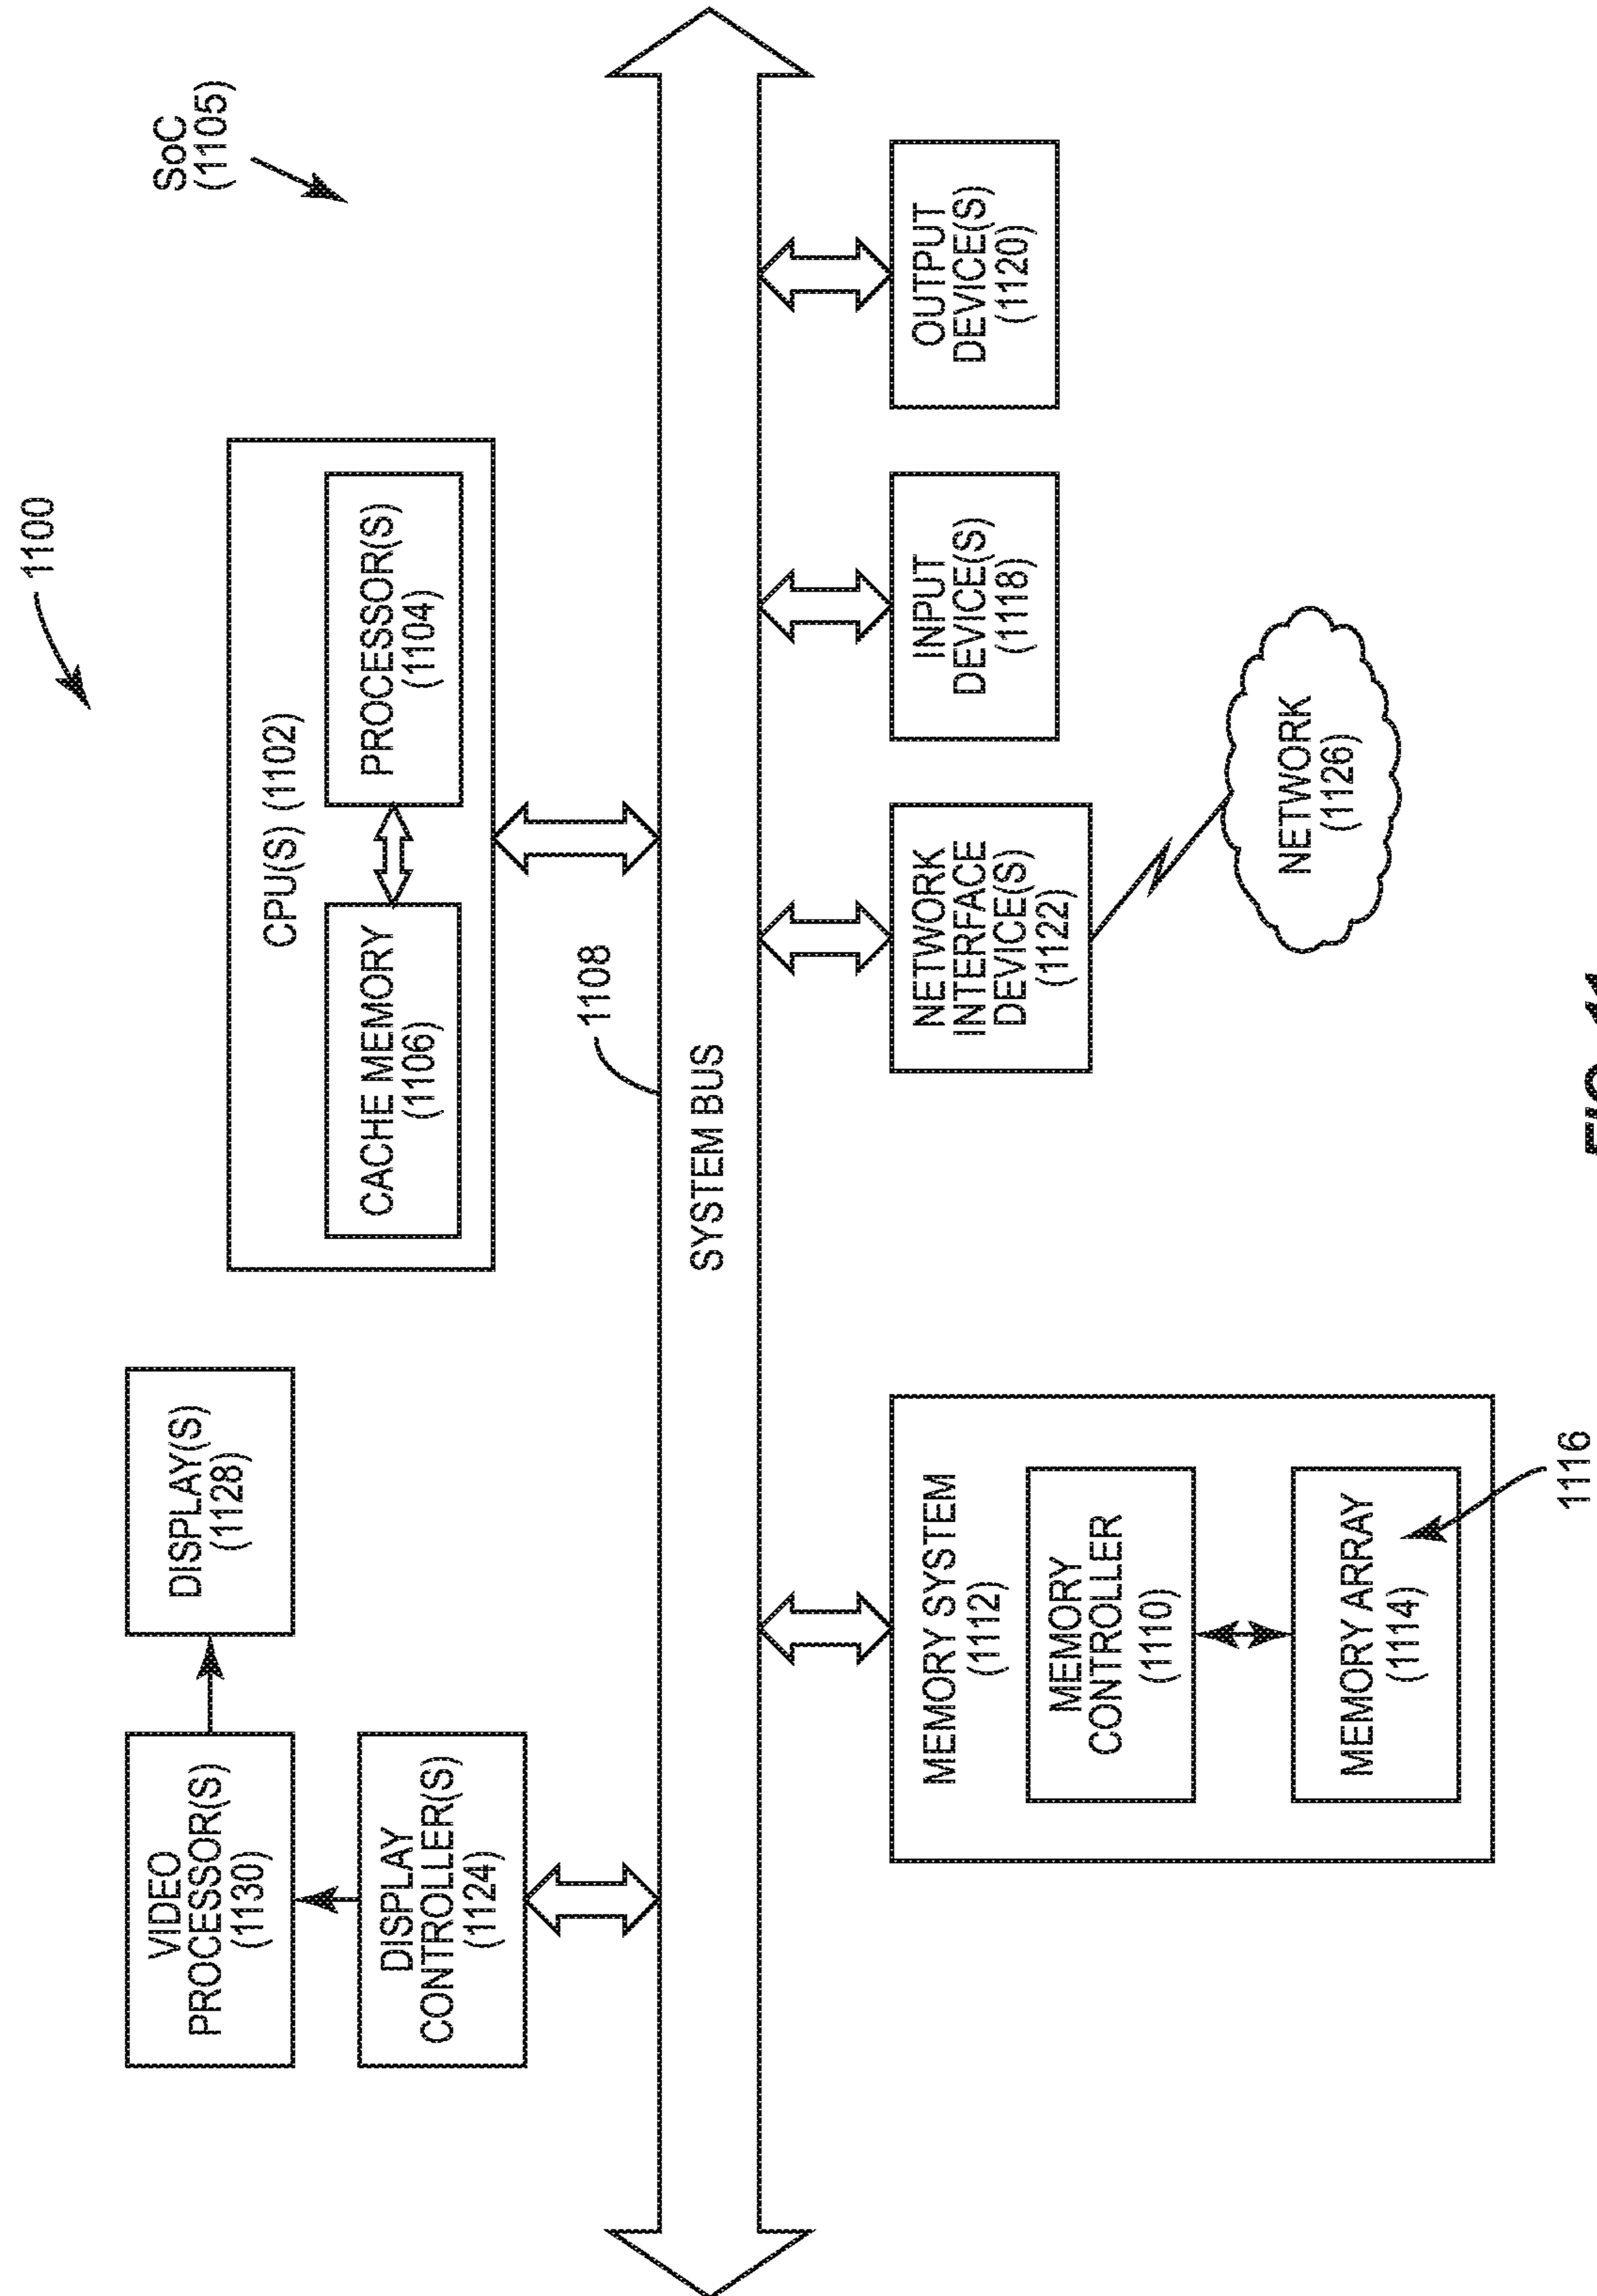 1100
SoC
(1105)
VIDEO
PROCESSOR(S)
(1130)
DISPLAY(S)
(1128)
CPU(S) (1102)
DISPLAY
CONTROLLER(S)
(1124)
CACHE MEMORY
(1106)
PROCESSOR(S)
(1104)
1108
SYSTEM BUS
MEMORY SYSTEM
(1112)
MEMORY
CONTROLLER
(1110)
MEMORY ARRAY
(1114)
1116
NETWORK
INTERFACE
DEVICE(S)
(1122)
INPUT
DEVICE(S)
(1118)
OUTPUT
DEVICE(S)
(1120)
NETWORK
(1126)
FIG. 11